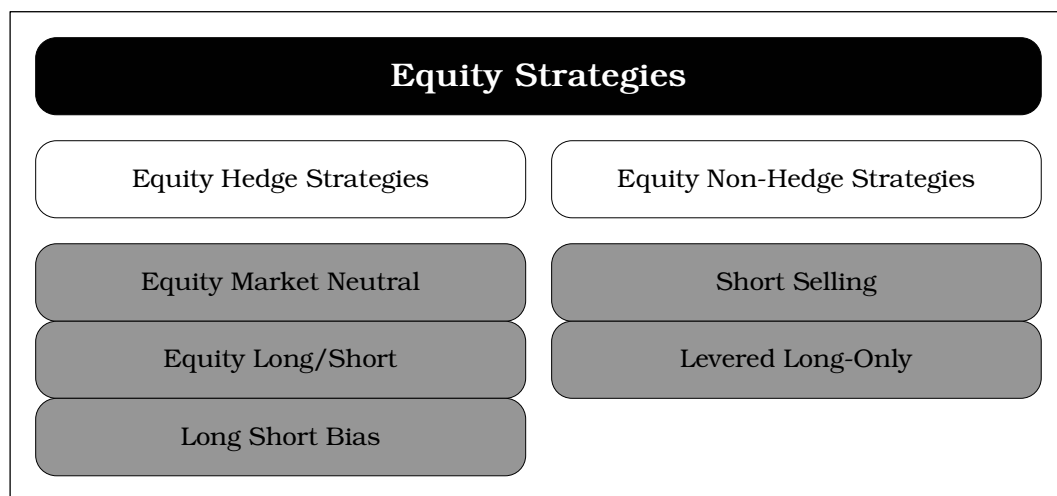 Equity Strategies
Equity Hedge Strategies
Equity Non-Hedge Strategies
Equity Market Neutral
Short Selling
Equity Long/Short
Levered Long-Only
Long Short Bias